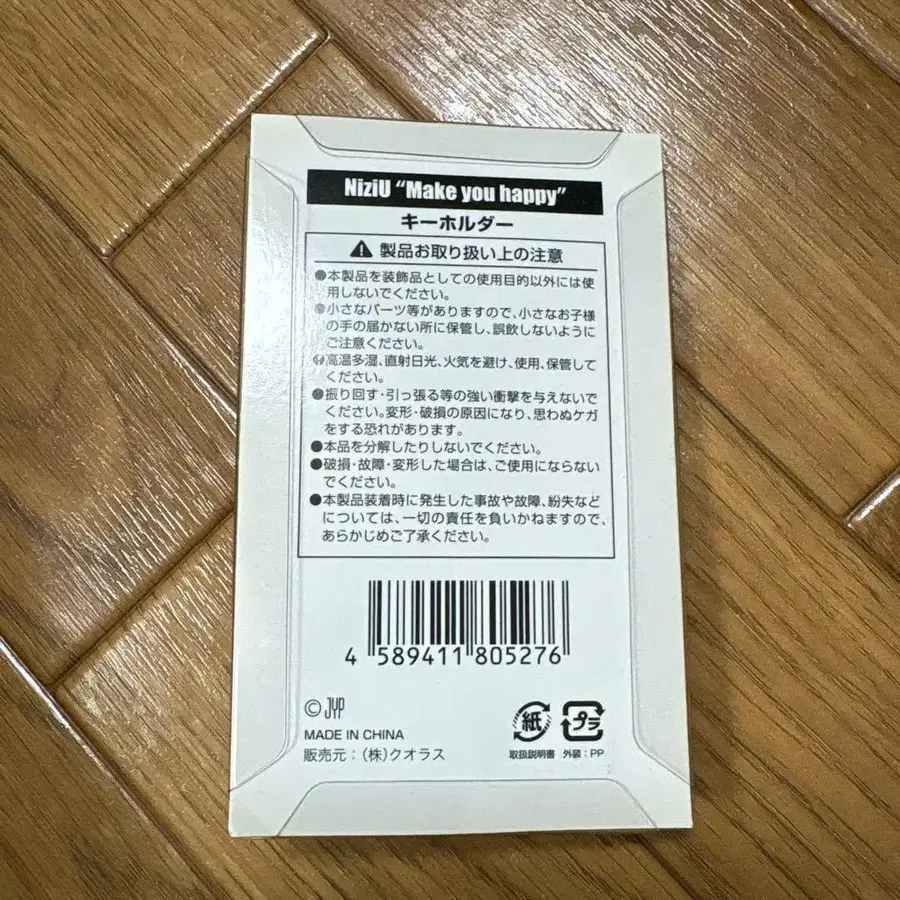 NiziU “Make you happy”
キーホルダー
製品お取り扱い上の注意
●本製品を装飾品としての使用目的以外には使
用しないでください。
●小さなパーツ等がありますので、小さなお子様
の手の届かない所に保管し、誤飲しないように
ご注意ください。
●高温多湿、直射日光、火気を避け、使用、保管して
ください。
●振り回す・引っ張る等の強い衝撃を与えないで
ください。変形・破損の原因になり、思わぬケガ
をする恐れがあります。
●本品を分解したりしないでください。
●破損・故障・変形した場合は、ご使用にならない
でください。
●本製品装着時に発生した事故や故障、紛失など
については、一切の責任を負いかねますので、
あらかじめご了承ください。
4 589411 805276
© JYP
MADE IN CHINA
販売元：（株）クオラス
紙 プラ
取扱説明書 外装：PP